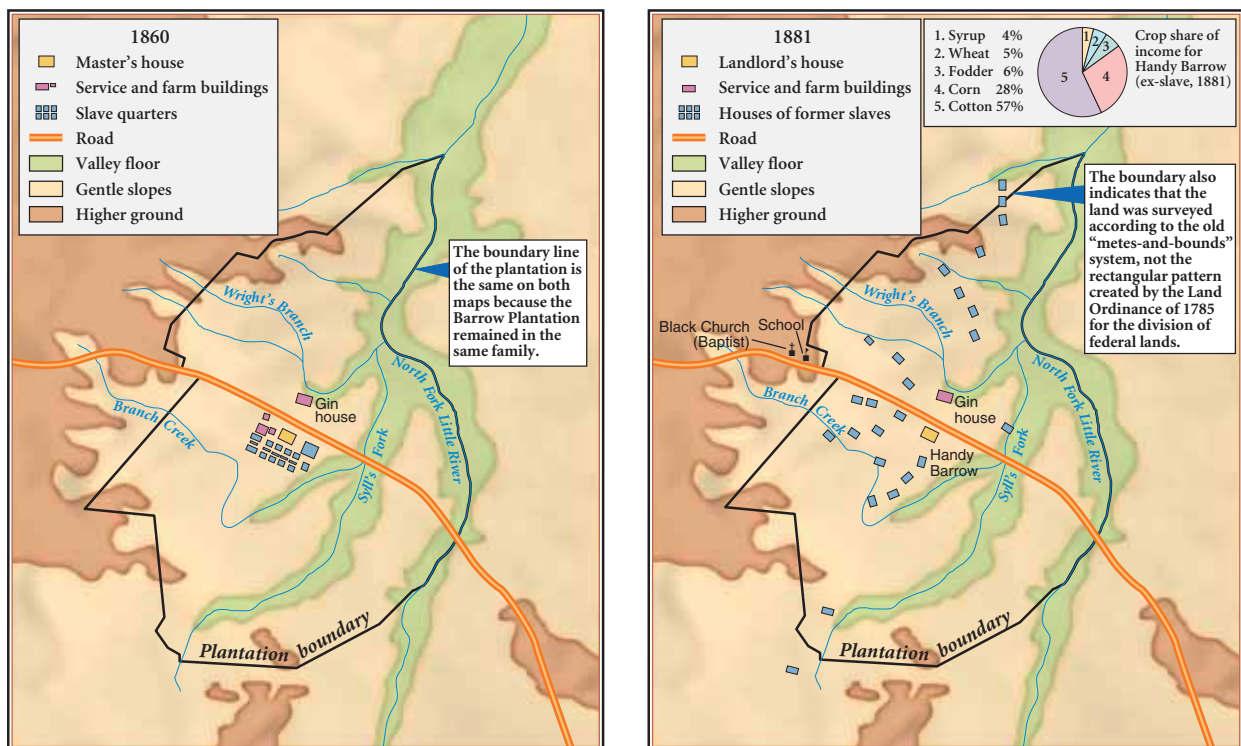 1860
Master's house
Service and farm buildings
Slave quarters
Road
Valley floor
Gentle slopes
Higher ground
The boundary line
of the plantation is
the same on both
maps because the
Barrow Plantation
remained in the
same family.
Wright's Branch
Branch Creek
Gin
house
North Fork Little River
Syll's Fork
Plantation boundary
1881
Landlord's house
Service and farm buildings
Houses of former slaves
Road
Valley floor
Gentle slopes
Higher ground
1. Syrup 4%
2. Wheat 5%
3. Fodder 6%
4. Corn 28%
5. Cotton 57%
1
2
3
4
5
Crop share of
income for
Handy Barrow
(ex-slave, 1881)
The boundary also
indicates that the
land was surveyed
according to the old
“metes-and-bounds”
system, not the
rectangular pattern
created by the Land
Ordinance of 1785
for the division of
federal lands.
Wright's Branch
Black Church
(Baptist)
School
Branch Creek
Gin
house
Handy
Barrow
North Fork Little River
Syll's Fork
Plantation boundary